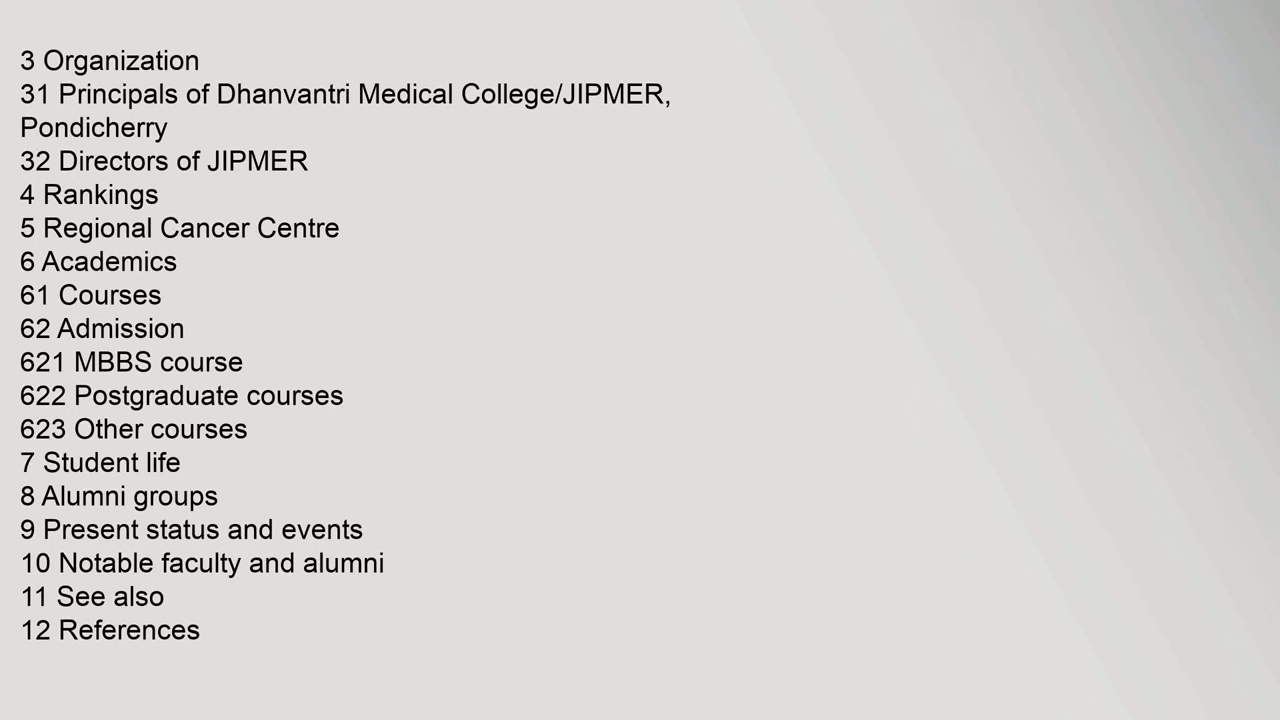 3 Organization
31 Principals of Dhanvantri Medical College/JIPMER,
Pondicherry
32 Directors of JIPMER
4 Rankings
5 Regional Cancer Centre
6 Academics
61 Courses
62 Admission
621 MBBS course
622 Postgraduate courses
623 Other courses
7 Student life
8 Alumni groups
9 Present status and events
10 Notable faculty and alumni
11 See also
12 References